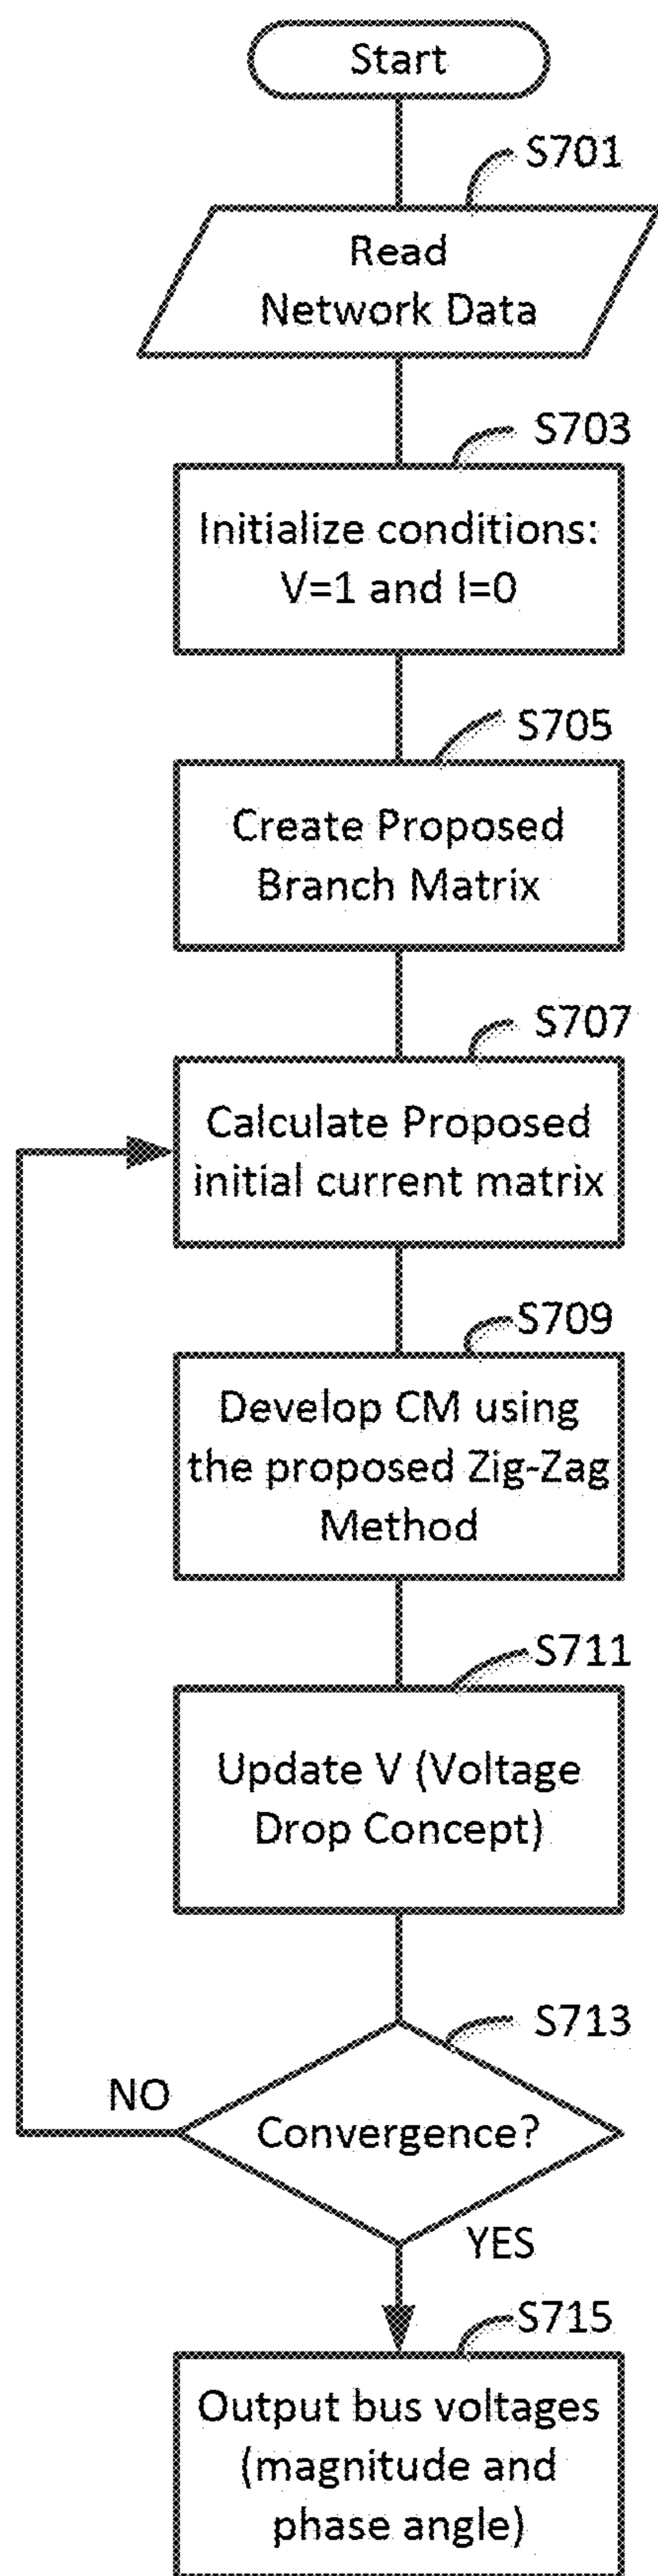 Start
S701
Read
Network Data
S703
Initialize conditions:
V=1 and I=0
S705
Create Proposed
Branch Matrix
S707
Calculate Proposed
initial current matrix
S709
Develop CM using
the proposed Zig-Zag
Method
S711
Update V (Voltage
Drop Concept)
S713
NO
Convergence?
YES
S715
Output bus voltages
(magnitude and
phase angle)